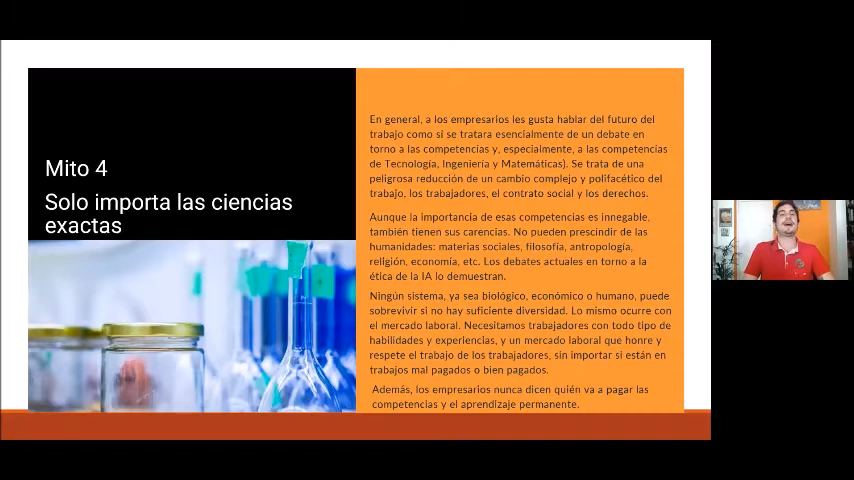 Mito 4
Solo importa las ciencias
exactas
En general, a los empresarios les gusta hablar del futuro del
trabajo como si se tratara esencialmente de un debate en
torno a las competencias y, especialmente, a las competencias
de Tecnología, Ingeniería y Matemáticas). Se trata de una
peligrosa reducción de un cambio complejo y polifacético del
trabajo, los trabajadores, el contrato social y los derechos.
Aunque la importancia de esas competencias es innegable,
también tienen sus carencias. No pueden prescindir de las
humanidades: materias sociales, filosofía, antropología,
religión, economía, etc. Los debates actuales en torno a la
ética de la IA lo demuestran.
Ningún sistema, ya sea biológico, económico o humano, puede
sobrevivir si no hay suficiente diversidad. Lo mismo ocurre con
el mercado laboral. Necesitamos trabajadores con todo tipo de
habilidades y experiencias, y un mercado laboral que honre y
respete el trabajo de los trabajadores, sin importar si están en
trabajos mal pagados o bien pagados.
Además, los empresarios nunca dicen quién va a pagar las
competencias y el aprendizaje permanente.